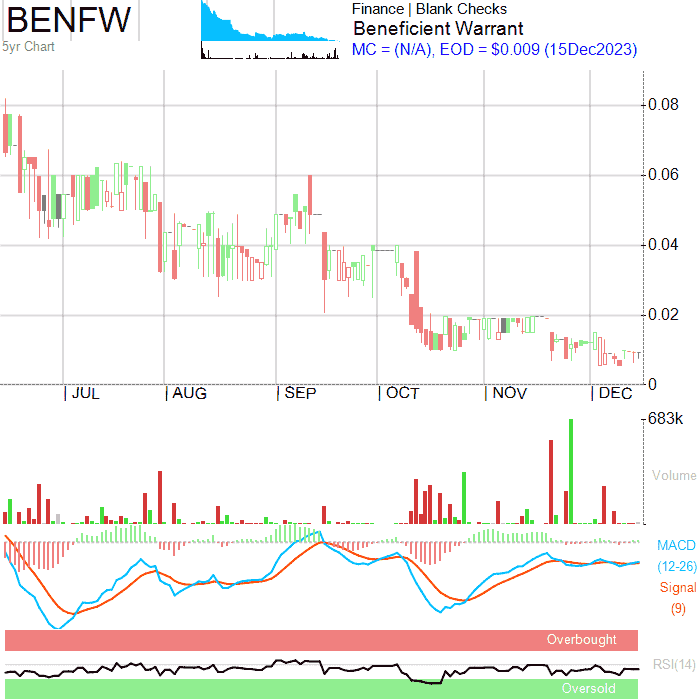 BENFW
5yr Chart
Finance | Blank Checks
Beneficient Warrant
MC = (N/A), EOD = $0.009 (15Dec2023)
0.08
0.06
0.04
0.02
0
JUL
AUG
SEP
OCT
NOV
DEC
683k
Volume
MACD
(12-26)
Signal
(9)
Overbought
RSI(14)
Oversold